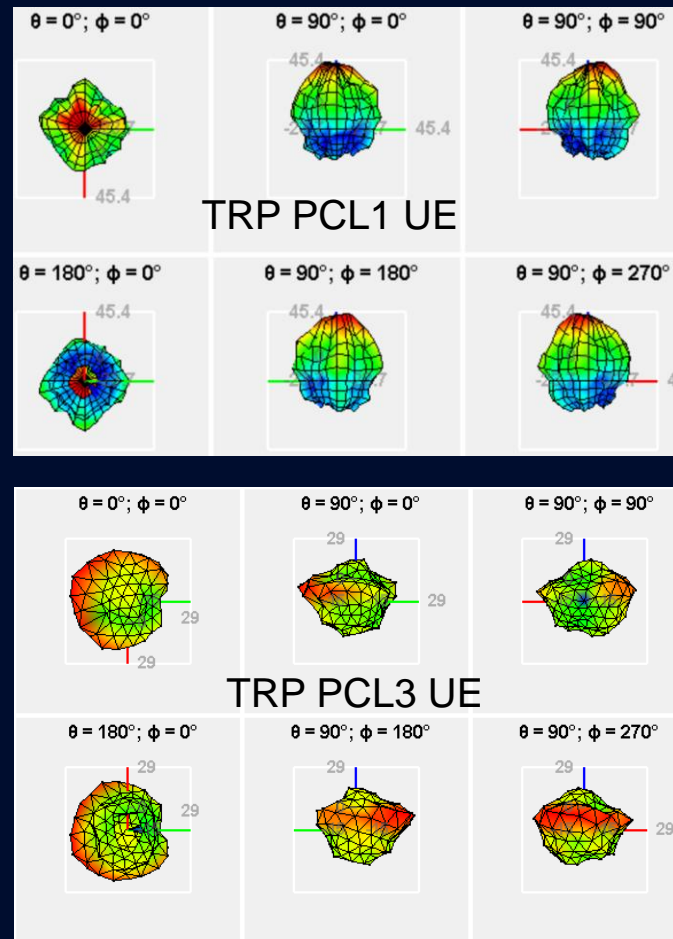 θ = 0°; ϕ = 0° θ = 90°; ϕ = 0° θ = 90°; ϕ = 90°
45.4 45.4
45.4
45.4
TRP PCL1 UE
θ = 180°; ϕ = 0° θ = 90°; ϕ = 180° θ = 90°; ϕ = 270°
45.4 45.4 45.4
θ = 0°; ϕ = 0° θ = 90°; ϕ = 0° θ = 90°; ϕ = 90°
29 29
29
29
29
TRP PCL3 UE
θ = 180°; ϕ = 0° θ = 90°; ϕ = 180° θ = 90°; ϕ = 270°
29 29 29
29
29